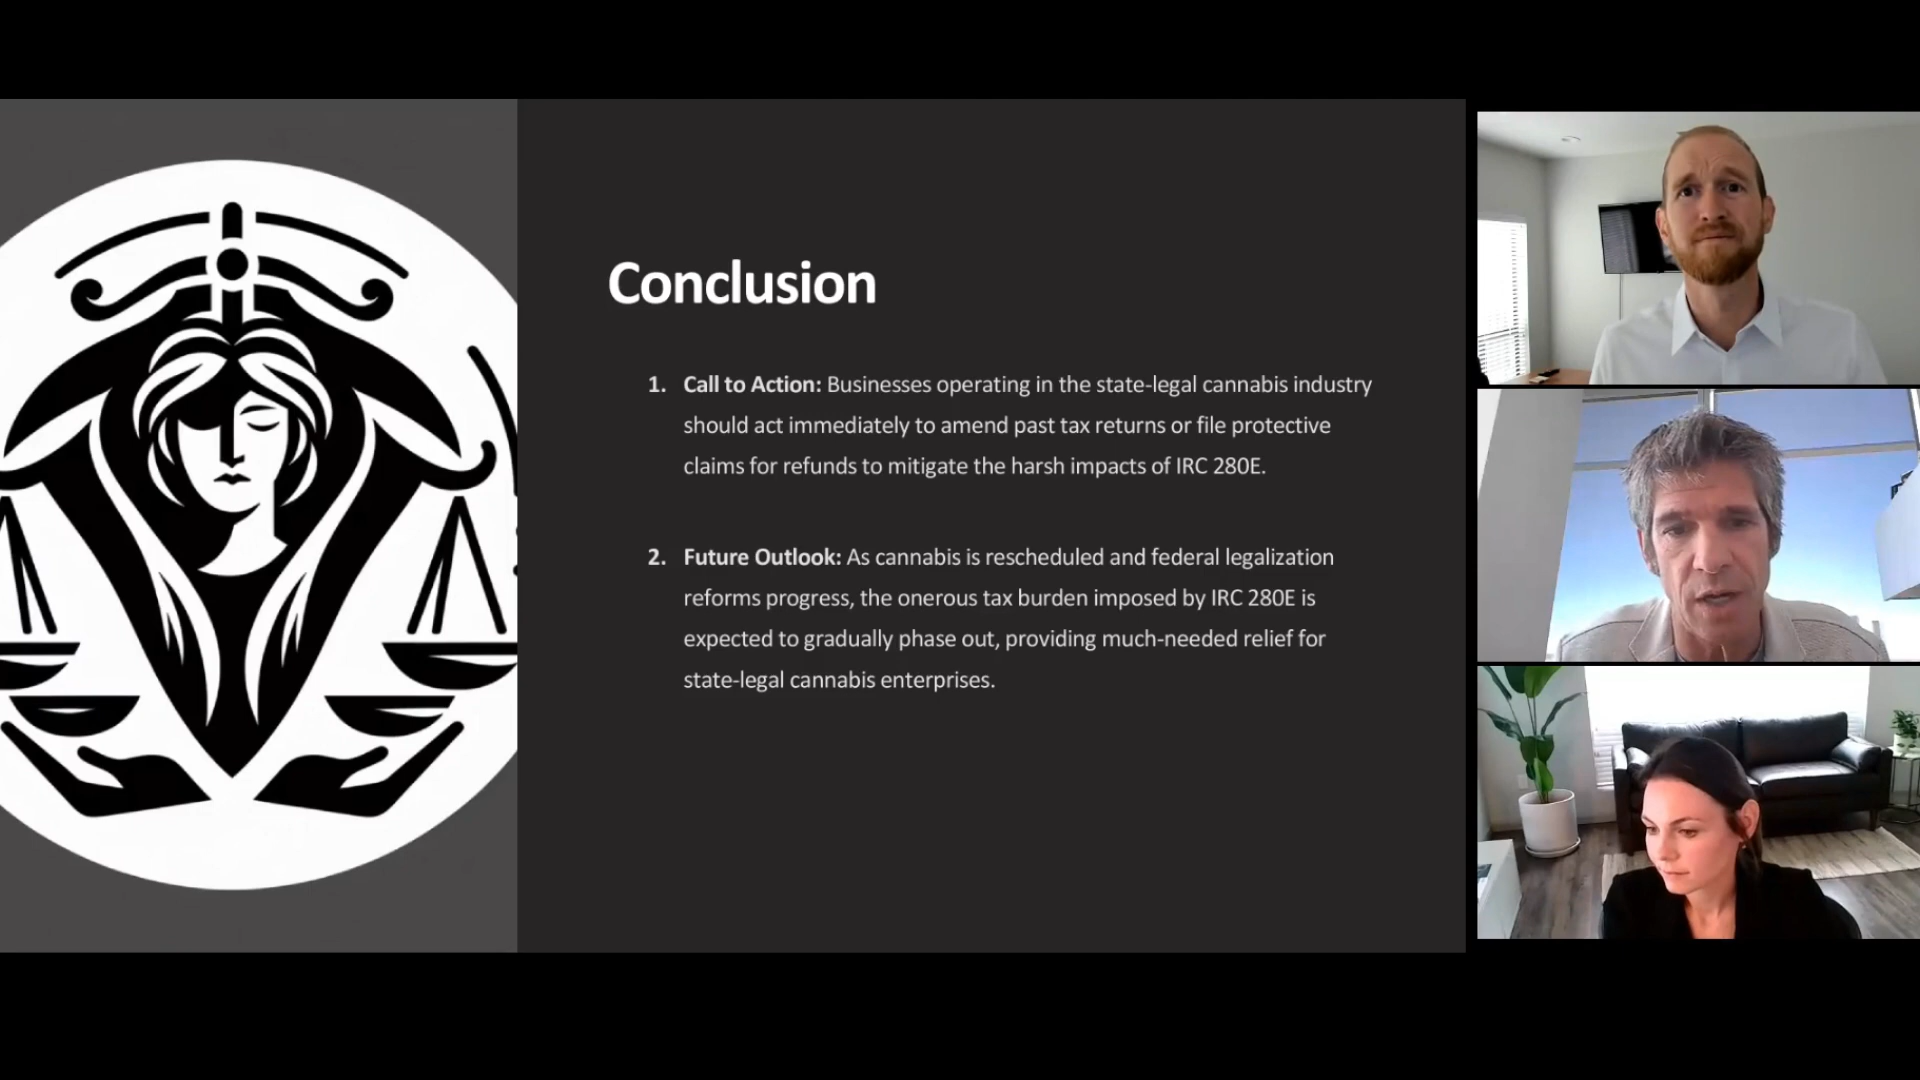 Conclusion
1. Call to Action: Businesses operating in the state-legal cannabis industry
should act immediately to amend past tax returns or file protective
claims for refunds to mitigate the harsh impacts of IRC 280E.
2. Future Outlook: As cannabis is rescheduled and federal legalization
reforms progress, the onerous tax burden imposed by IRC 280E is
expected to gradually phase out, providing much-needed relief for
state-legal cannabis enterprises.